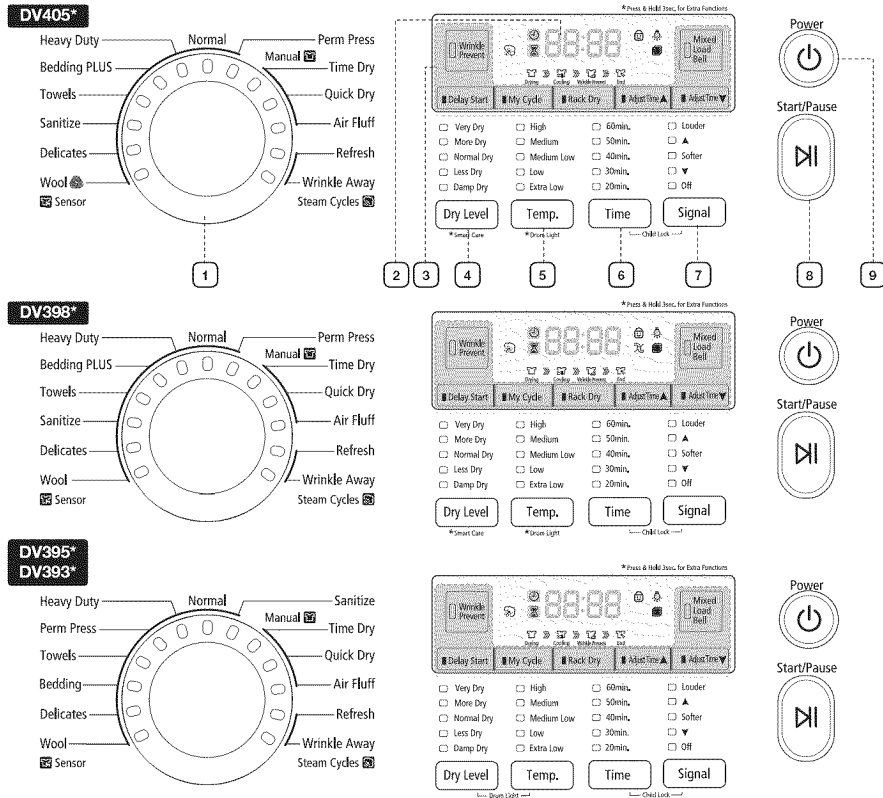 DV405*
*Press & Hold 3sec. for Extra Functions
Heavy Duty
Normal
Perm Press
Bedding PLUS
Manual
Time Dry
Towels
Quick Dry
Sanitize
Air Fluff
Delicates
Refresh
Wool
Wrinkle Away
Sensor
Steam Cycles
Wrinkle Prevent
88:88
Mixed Load Bell
Drying Cooling Wrinkle Prevent End
Delay Start My Cycle Rack Dry Adjust Time▲ Adjust Time▼
Very Dry High 60min. Louder
More Dry Medium 50min. ▲
Normal Dry Medium Low 40min. Softer
Less Dry Low 30min. ▼
Damp Dry Extra Low 20min. Off
Dry Level Temp. Time Signal
*Smart Care *Drum Light Child Lock
Power
Start/Pause
1 2 3 4 5 6 7 8 9
DV398*
*Press & Hold 3sec. for Extra Functions
Heavy Duty
Normal
Perm Press
Bedding PLUS
Manual
Time Dry
Towels
Quick Dry
Sanitize
Air Fluff
Delicates
Refresh
Wool
Wrinkle Away
Sensor
Steam Cycles
Wrinkle Prevent
88:88
Mixed Load Bell
Drying Cooling Wrinkle Prevent End
Delay Start My Cycle Rack Dry Adjust Time▲ Adjust Time▼
Very Dry High 60min. Louder
More Dry Medium 50min. ▲
Normal Dry Medium Low 40min. Softer
Less Dry Low 30min. ▼
Damp Dry Extra Low 20min. Off
Dry Level Temp. Time Signal
*Smart Care *Drum Light Child Lock
Power
Start/Pause
DV395*
DV393*
*Press & Hold 3sec. for Extra Functions
Heavy Duty
Normal
Sanitize
Perm Press
Manual
Time Dry
Towels
Quick Dry
Bedding
Air Fluff
Delicates
Refresh
Wool
Wrinkle Away
Sensor
Steam Cycles
Wrinkle Prevent
88:88
Mixed Load Bell
Drying Cooling Wrinkle Prevent End
Delay Start My Cycle Rack Dry Adjust Time▲ Adjust Time▼
Very Dry High 60min. Louder
More Dry Medium 50min. ▲
Normal Dry Medium Low 40min. Softer
Less Dry Low 30min. ▼
Damp Dry Extra Low 20min. Off
Dry Level Temp. Time Signal
Drum Light Child Lock
Power
Start/Pause